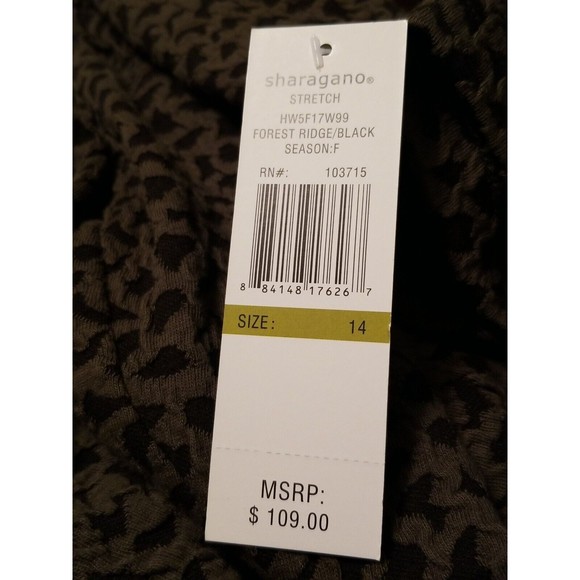 sharagano®
STRETCH
HW5F17W99
FOREST RIDGE/BLACK
SEASON:F
RN#: 103715
8 84148 17626 7
SIZE: 14
MSRP:
$ 109.00